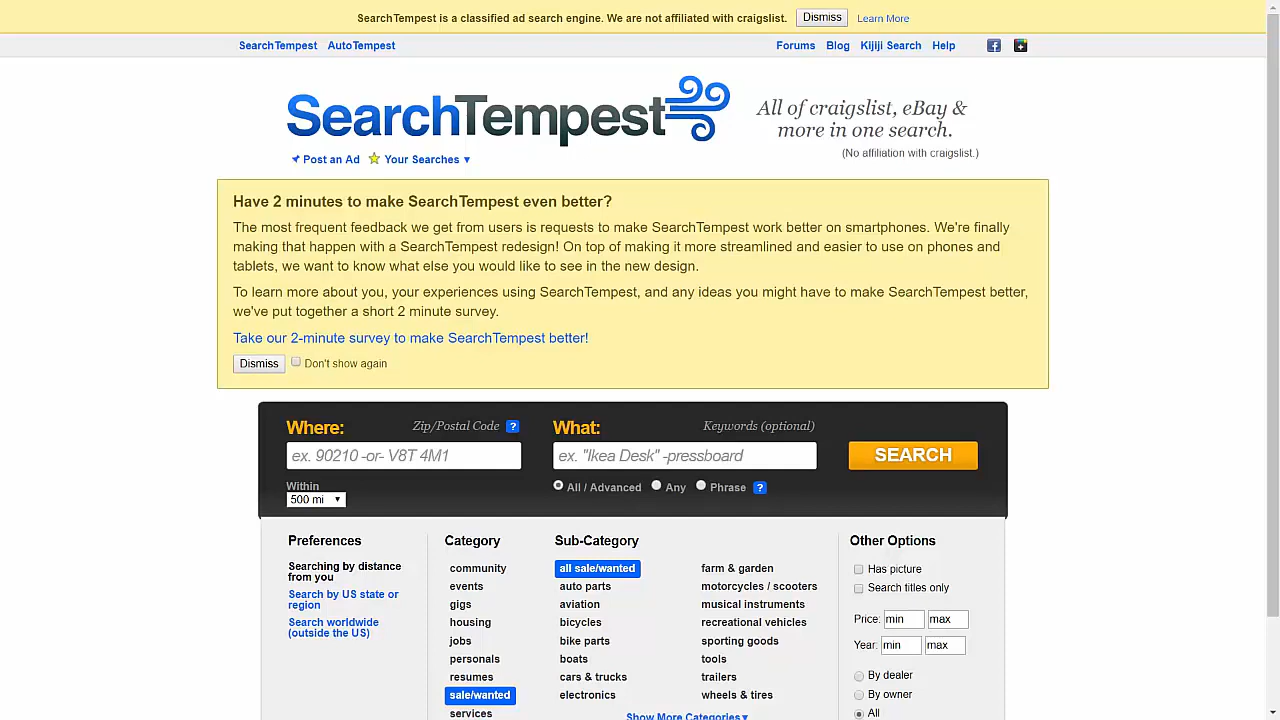 SearchTempest is a classified ad search engine. We are not affiliated with craigslist. Dismiss Learn More
SearchTempest AutoTempest Forums Blog Kijiji Search Help
SearchTempest
All of craigslist, eBay &
more in one search.
(No affiliation with craigslist.)
Post an Ad Your Searches ▼
Have 2 minutes to make SearchTempest even better?
The most frequent feedback we get from users is requests to make SearchTempest work better on smartphones. We're finally
making that happen with a SearchTempest redesign! On top of making it more streamlined and easier to use on phones and
tablets, we want to know what else you would like to see in the new design.
To learn more about you, your experiences using SearchTempest, and any ideas you might have to make SearchTempest better,
we've put together a short 2 minute survey.
Take our 2-minute survey to make SearchTempest better!
Dismiss Don't show again
Where: Zip/Postal Code ?
ex. 90210 -or- V8T 4M1
Within
500 mi ▼
What: Keywords (optional)
ex. "Ikea Desk" -pressboard
All / Advanced Any Phrase ?
SEARCH
Preferences
Searching by distance
from you
Search by US state or
region
Search worldwide
(outside the US)
Category
community
events
gigs
housing
jobs
personals
resumes
sale/wanted
services
Sub-Category
all sale/wanted
auto parts
aviation
bicycles
bike parts
boats
cars & trucks
electronics
farm & garden
motorcycles / scooters
musical instruments
recreational vehicles
sporting goods
tools
trailers
wheels & tires
Show More Categories▼
Other Options
Has picture
Search titles only
Price: min max
Year: min max
By dealer
By owner
All